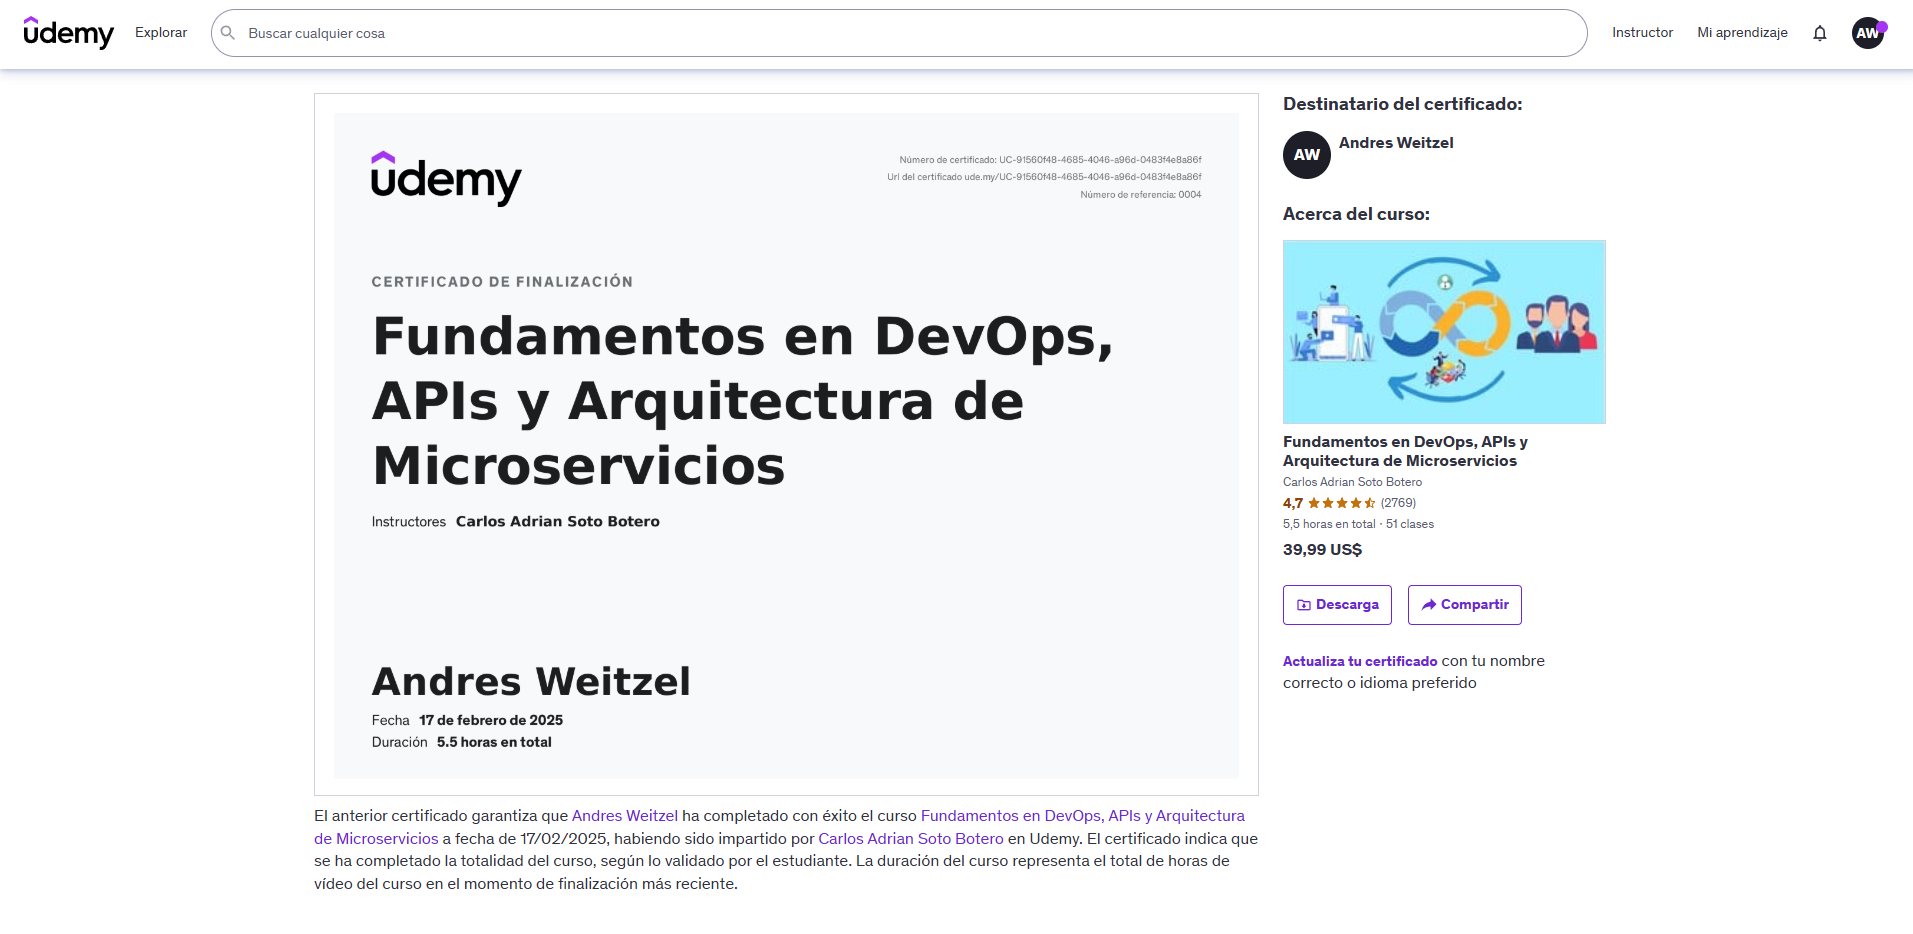 udemy
Explorar
Buscar cualquier cosa
Instructor
Mi aprendizaje
AW
udemy
Número de certificado: UC-91560f48-4685-4046-a96d-0483f4e8a86f
Url del certificado ude.my/UC-91560f48-4685-4046-a96d-0483f4e8a86f
Número de referencia: 0004
CERTIFICADO DE FINALIZACIÓN
Fundamentos en DevOps,
APIs y Arquitectura de
Microservicios
Instructores Carlos Adrian Soto Botero
Andres Weitzel
Fecha 17 de febrero de 2025
Duración 5.5 horas en total
El anterior certificado garantiza que Andres Weitzel ha completado con éxito el curso Fundamentos en DevOps, APIs y Arquitectura
de Microservicios a fecha de 17/02/2025, habiendo sido impartido por Carlos Adrian Soto Botero en Udemy. El certificado indica que
se ha completado la totalidad del curso, según lo validado por el estudiante. La duración del curso representa el total de horas de
vídeo del curso en el momento de finalización más reciente.
Destinatario del certificado:
AW
Andres Weitzel
Acerca del curso:
Fundamentos en DevOps, APIs y
Arquitectura de Microservicios
Carlos Adrian Soto Botero
4,7 (2769)
5,5 horas en total · 51 clases
39,99 US$
Descarga
Compartir
Actualiza tu certificado con tu nombre
correcto o idioma preferido